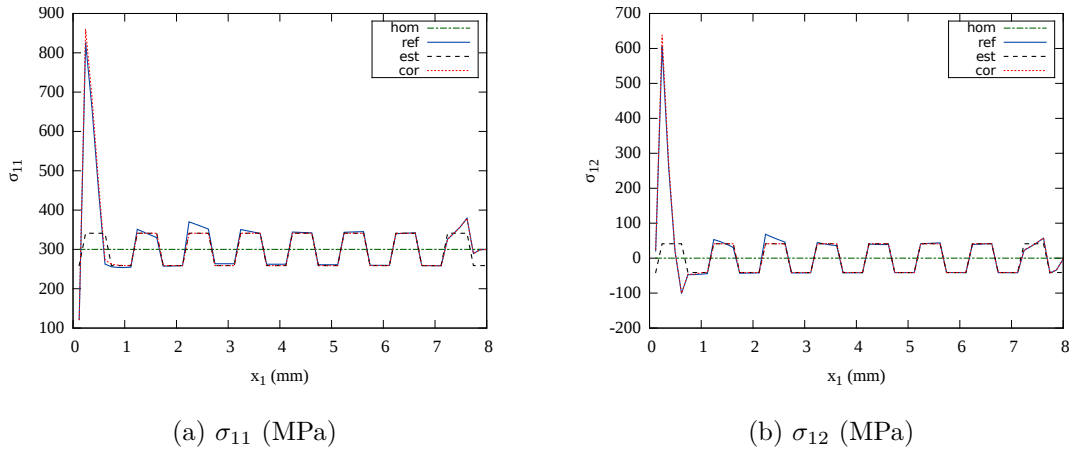 900
800
700
600
500
400
300
200
100
0 1 2 3 4 5 6 7 8
σ11
x1 (mm)
hom
ref
est
cor
(a) σ11 (MPa)
700
600
500
400
300
200
100
0
-100
-200
0 1 2 3 4 5 6 7 8
σ12
x1 (mm)
hom
ref
est
cor
(b) σ12 (MPa)